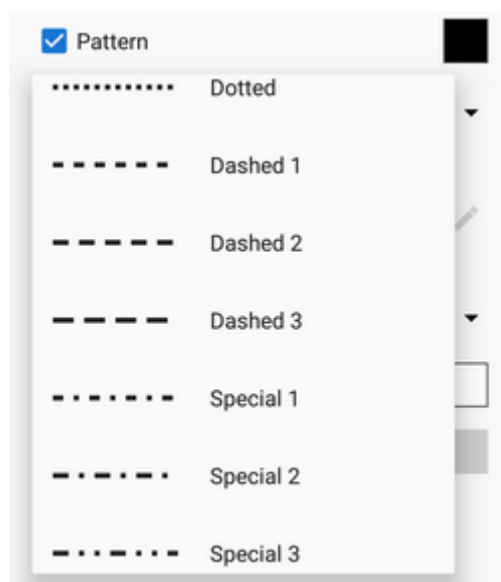 Pattern
Dotted
Dashed 1
Dashed 2
Dashed 3
Special 1
Special 2
Special 3